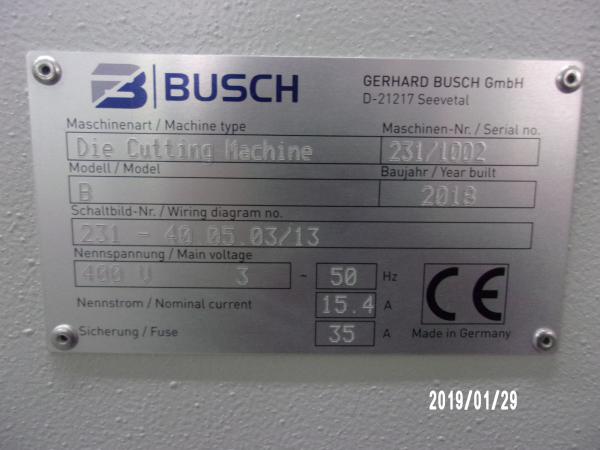 BUSCH
GERHARD BUSCH GmbH
D-21217 Seevetal
Maschinenart / Machine type
Maschinen-Nr. / Serial no.
Die Cutting Machine
231/1002
Modell / Model
Baujahr / Year built
B
2018
Schaltbild-Nr. / Wiring diagram no.
231 - 40 05.03/13
Nennspannung / Main voltage
400 V 3 ~ 50 Hz
Nennstrom / Nominal current 15.4 A
Sicherung / Fuse 35 A
CE
Made in Germany
2019/01/29